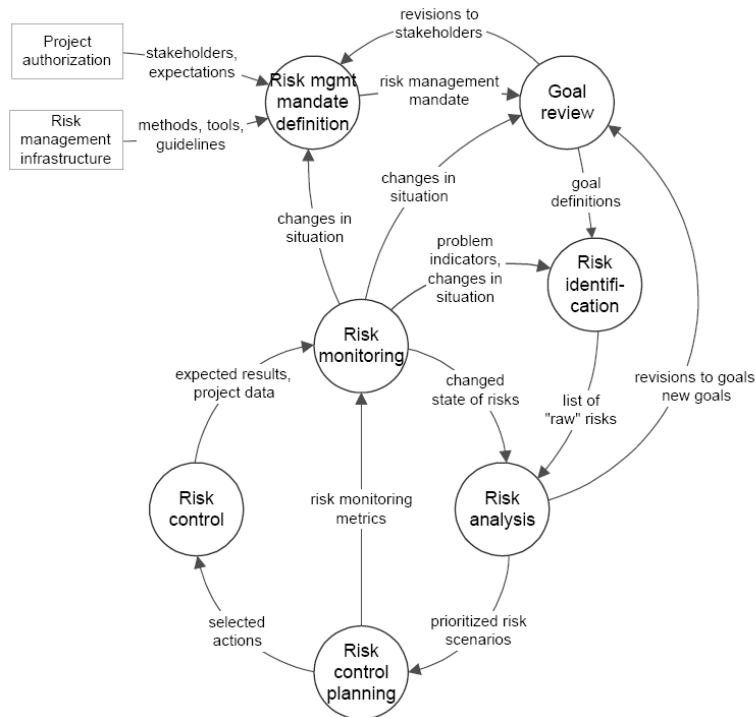 Project
authorization
stakeholders,
expectations
revisions to
stakeholders
Risk mgmt
mandate
definition
risk management
mandate
Goal
review
Risk
management
infrastructure
methods, tools,
guidelines
changes in
situation
changes in
situation
goal
definitions
problem
indicators,
changes in
situation
Risk
identifi-
cation
Risk
monitoring
expected results,
project data
changed
state of risks
list of
"raw" risks
revisions to goals
new goals
Risk
control
risk monitoring
metrics
Risk
analysis
selected
actions
prioritized risk
scenarios
Risk
control
planning